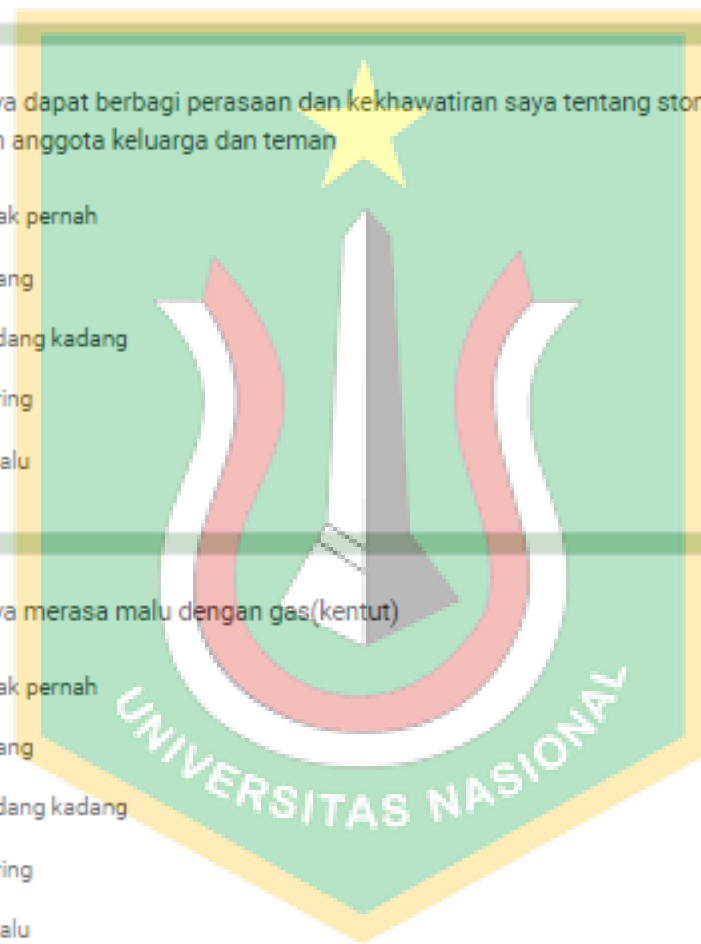 ya dapat berbagi perasaan dan kekhawatiran saya tentang stom
n anggota keluarga dan teman
ak pernah
ang
dang kadang
ring
alu
ya merasa malu dengan gas(kentut)
ak pernah
ang
dang kadang
ring
alu
UNIVERSITAS NASIONAL